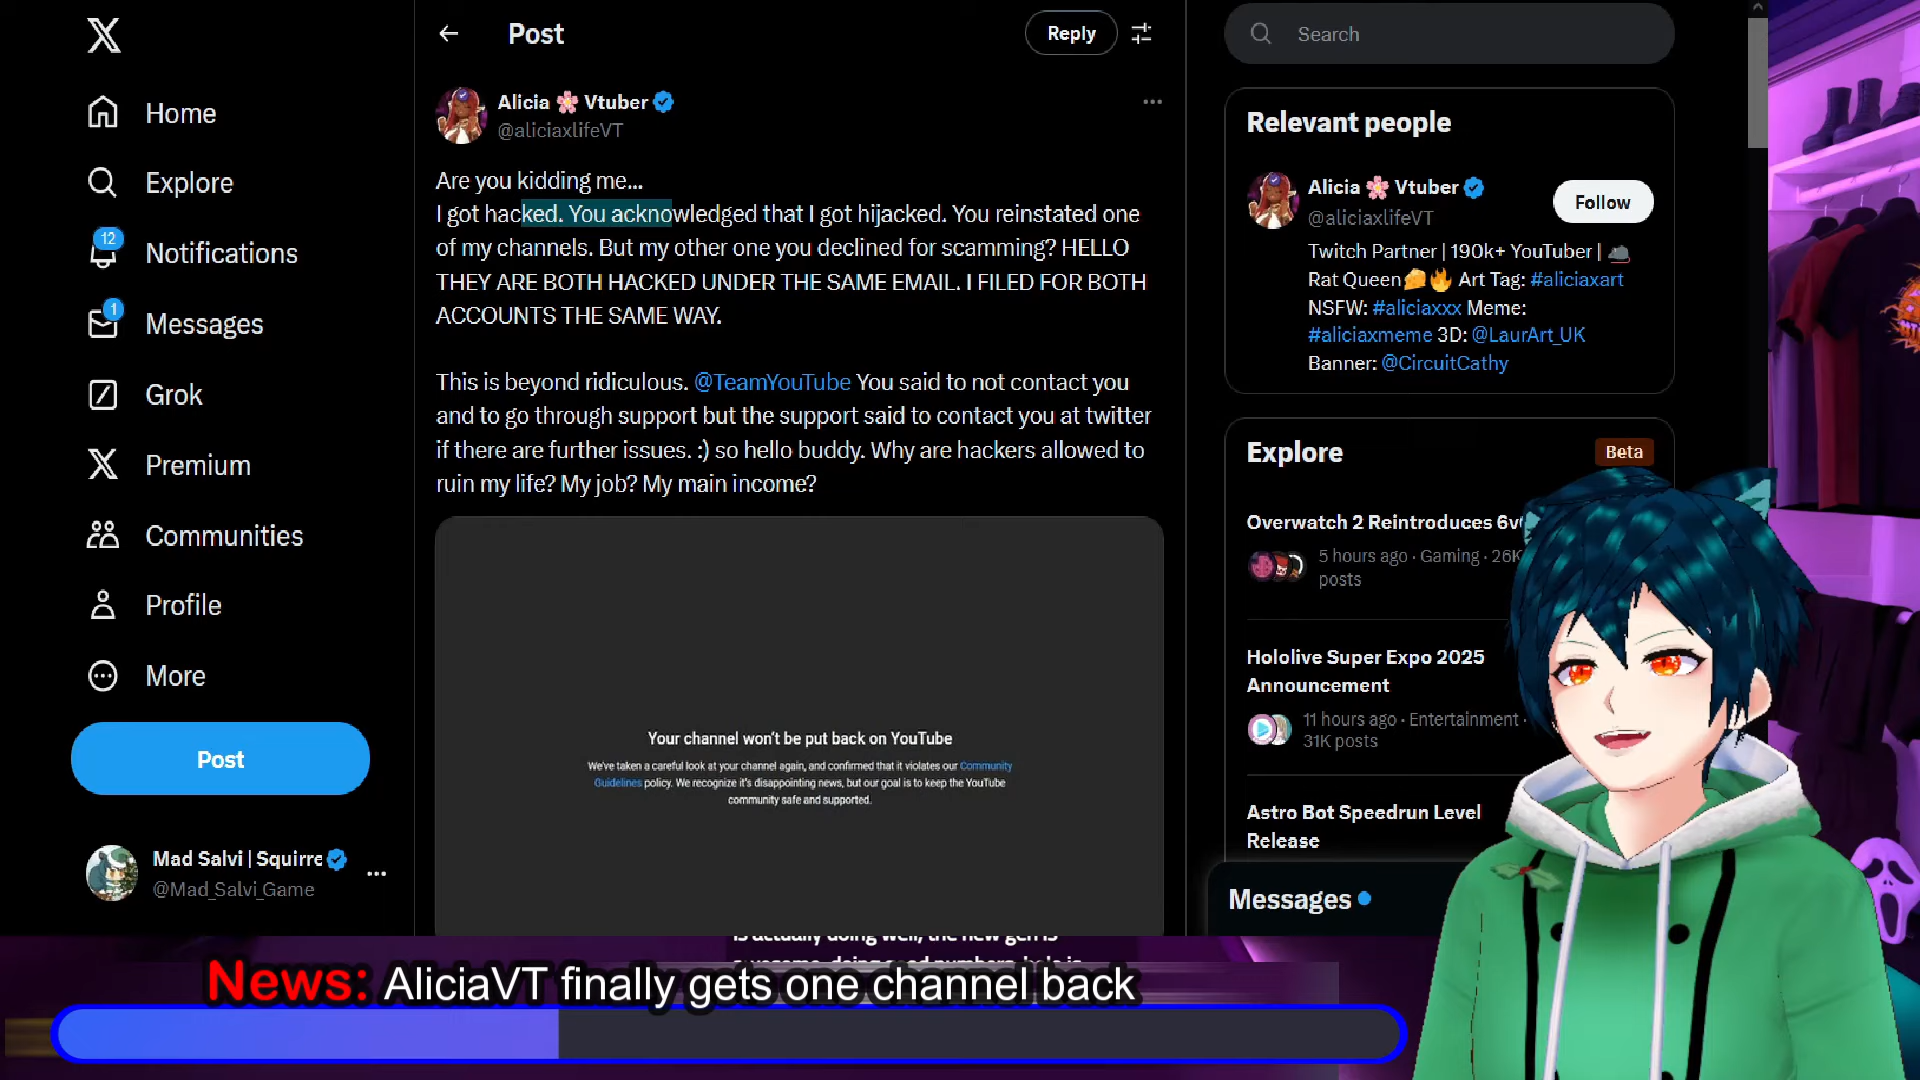 Home
Explore
12
Notifications
1
Messages
Grok
Premium
Communities
Profile
More
Post
Mad Salvi | Squirre
@Mad_Salvi_Game
Post
Reply
Alicia 🌸 Vtuber
@aliciaxlifeVT
Are you kidding me...
I got hacked. You acknowledged that I got hijacked. You reinstated one
of my channels. But my other one you declined for scamming? HELLO
THEY ARE BOTH HACKED UNDER THE SAME EMAIL. I FILED FOR BOTH
ACCOUNTS THE SAME WAY.
This is beyond ridiculous. @TeamYouTube You said to not contact you
and to go through support but the support said to contact you at twitter
if there are further issues. :) so hello buddy. Why are hackers allowed to
ruin my life? My job? My main income?
Your channel won't be put back on YouTube
We've taken a careful look at your channel again, and confirmed that it violates our Community
Guidelines policy. We recognize it's disappointing news, but our goal is to keep the YouTube
community safe and supported.
Search
Relevant people
Alicia 🌸 Vtuber
@aliciaxlifeVT
Follow
Twitch Partner | 190k+ YouTuber | 🐀
Rat Queen🧀🔥 Art Tag: #aliciaxart
NSFW: #aliciaxxx Meme:
#aliciaxmeme 3D: @LaurArt_UK
Banner: @CircuitCathy
Explore
Beta
Overwatch 2 Reintroduces 6v
5 hours ago · Gaming · 26K
posts
Hololive Super Expo 2025
Announcement
11 hours ago · Entertainment ·
31K posts
Astro Bot Speedrun Level
Release
Messages
is actually doing well, the new gen is
News: AliciaVT finally gets one channel back